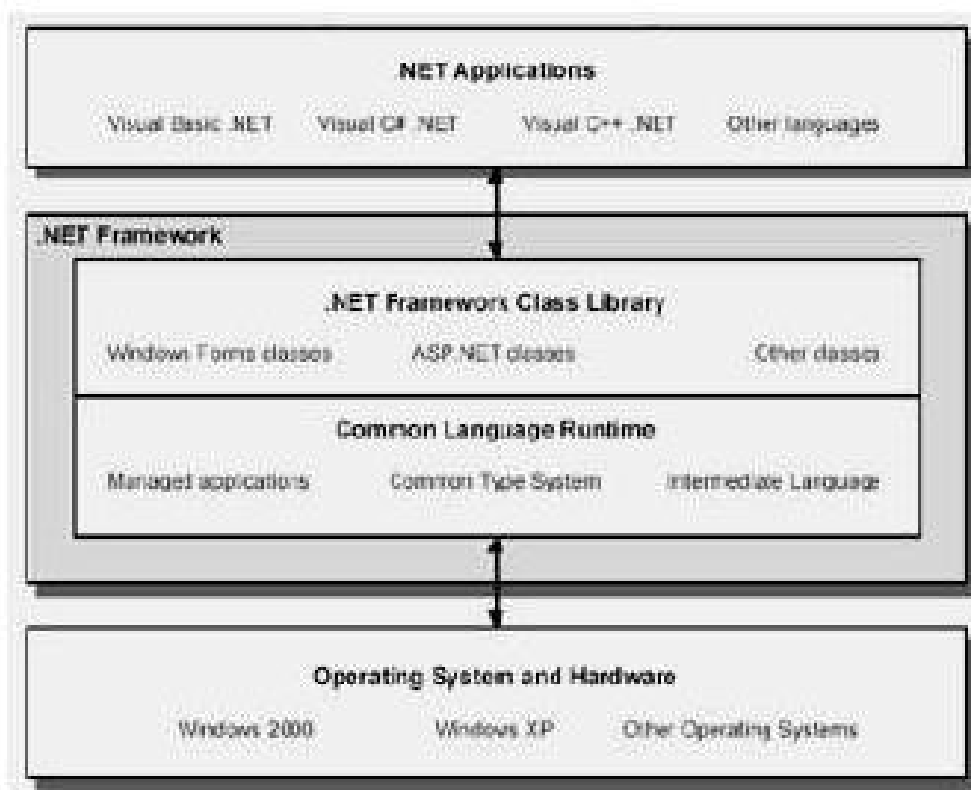 .NET Applications
Visual Basic .NET Visual C# .NET Visual C++ .NET Other languages
.NET Framework
.NET Framework Class Library
Windows Forms classes ASP.NET classes Other classes
Common Language Runtime
Managed applications Common Type System Intermediate Language
Operating System and Hardware
Windows 2000 Windows XP Other Operating Systems